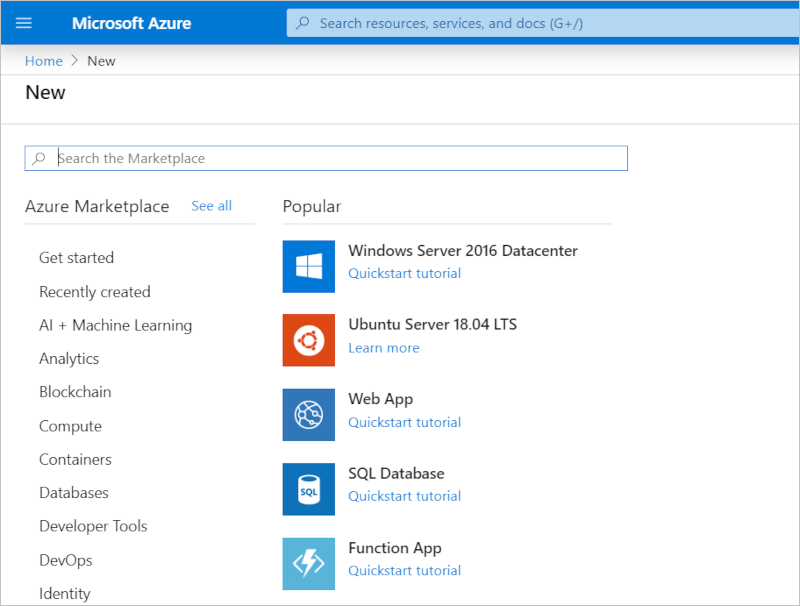 Microsoft Azure
Search resources, services, and docs (G+/)
Home > New
New
Search the Marketplace
Azure Marketplace See all
Get started
Recently created
AI + Machine Learning
Analytics
Blockchain
Compute
Containers
Databases
Developer Tools
DevOps
Identity
Popular
Windows Server 2016 Datacenter
Quickstart tutorial
Ubuntu Server 18.04 LTS
Learn more
Web App
Quickstart tutorial
SQL
SQL Database
Quickstart tutorial
Function App
Quickstart tutorial